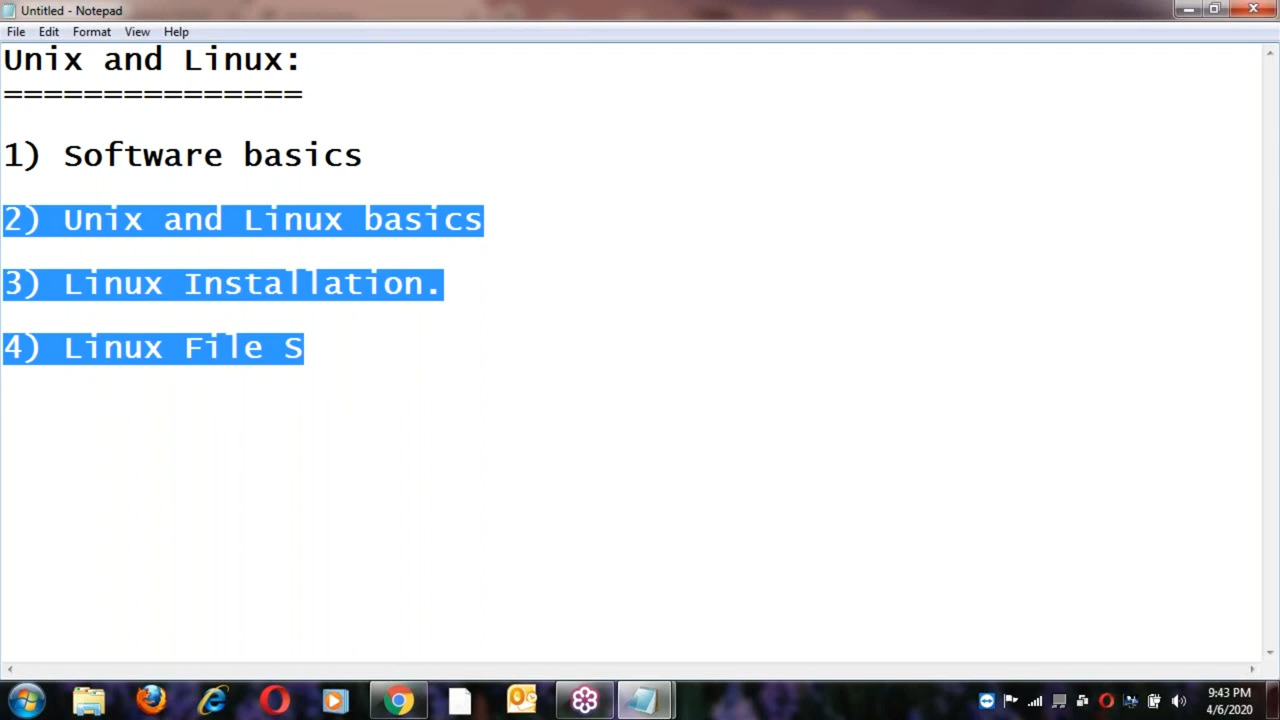 Untitled - Notepad
File Edit Format View Help
Unix and Linux:
===============
1) Software basics
2) Unix and Linux basics
3) Linux Installation.
4) Linux File S
9:43 PM
4/6/2020